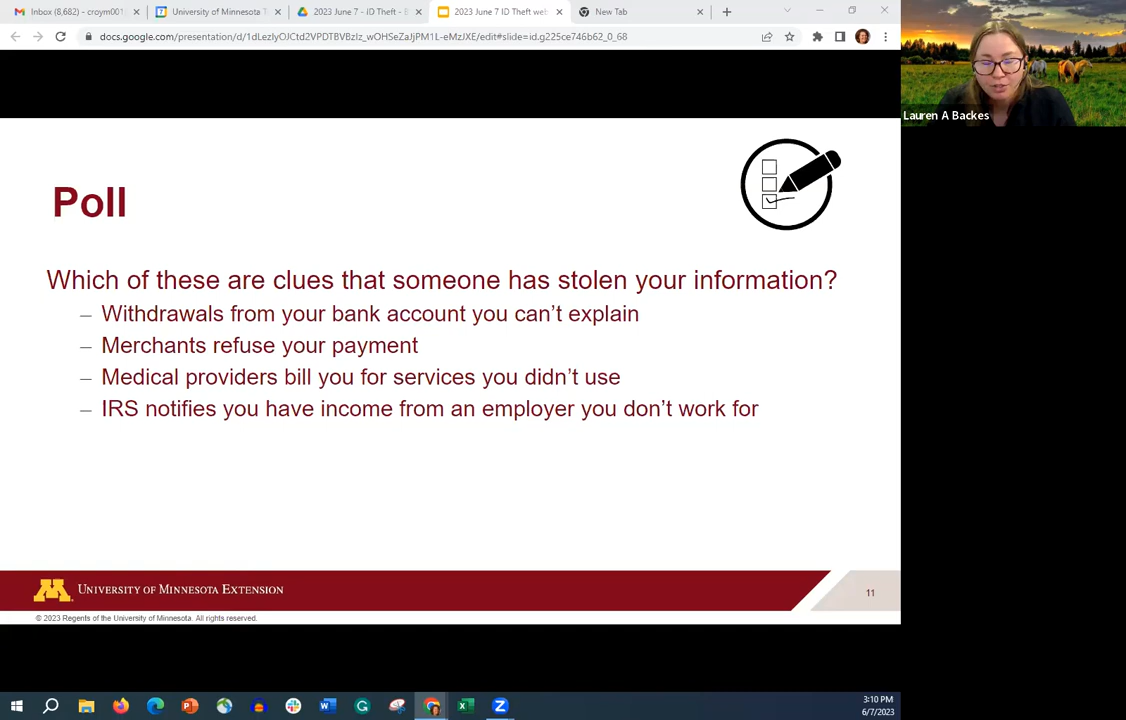 Inbox (8,682) - croym001
University of Minnesota T
2023 June 7 - ID Theft - E
2023 June 7 ID Theft web
New Tab
docs.google.com/presentation/d/1dLezlyOJCtd2VPDTBVBzIz_wOHSeZaJjPM1L-eMzJXE/edit#slide=id.g225ce746b62_0_68
Lauren A Backes
Poll
Which of these are clues that someone has stolen your information?
– Withdrawals from your bank account you can't explain
– Merchants refuse your payment
– Medical providers bill you for services you didn't use
– IRS notifies you have income from an employer you don't work for
M UNIVERSITY OF MINNESOTA EXTENSION
11
© 2023 Regents of the University of Minnesota. All rights reserved.
3:10 PM
6/7/2023